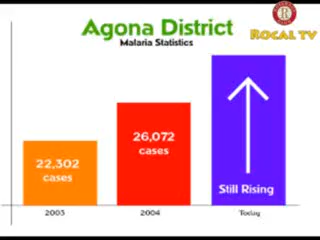 Agona District
Malaria Statistics
ROCAL TV
R
22,302
cases
26,072
cases
Still Rising
2003
2004
Today